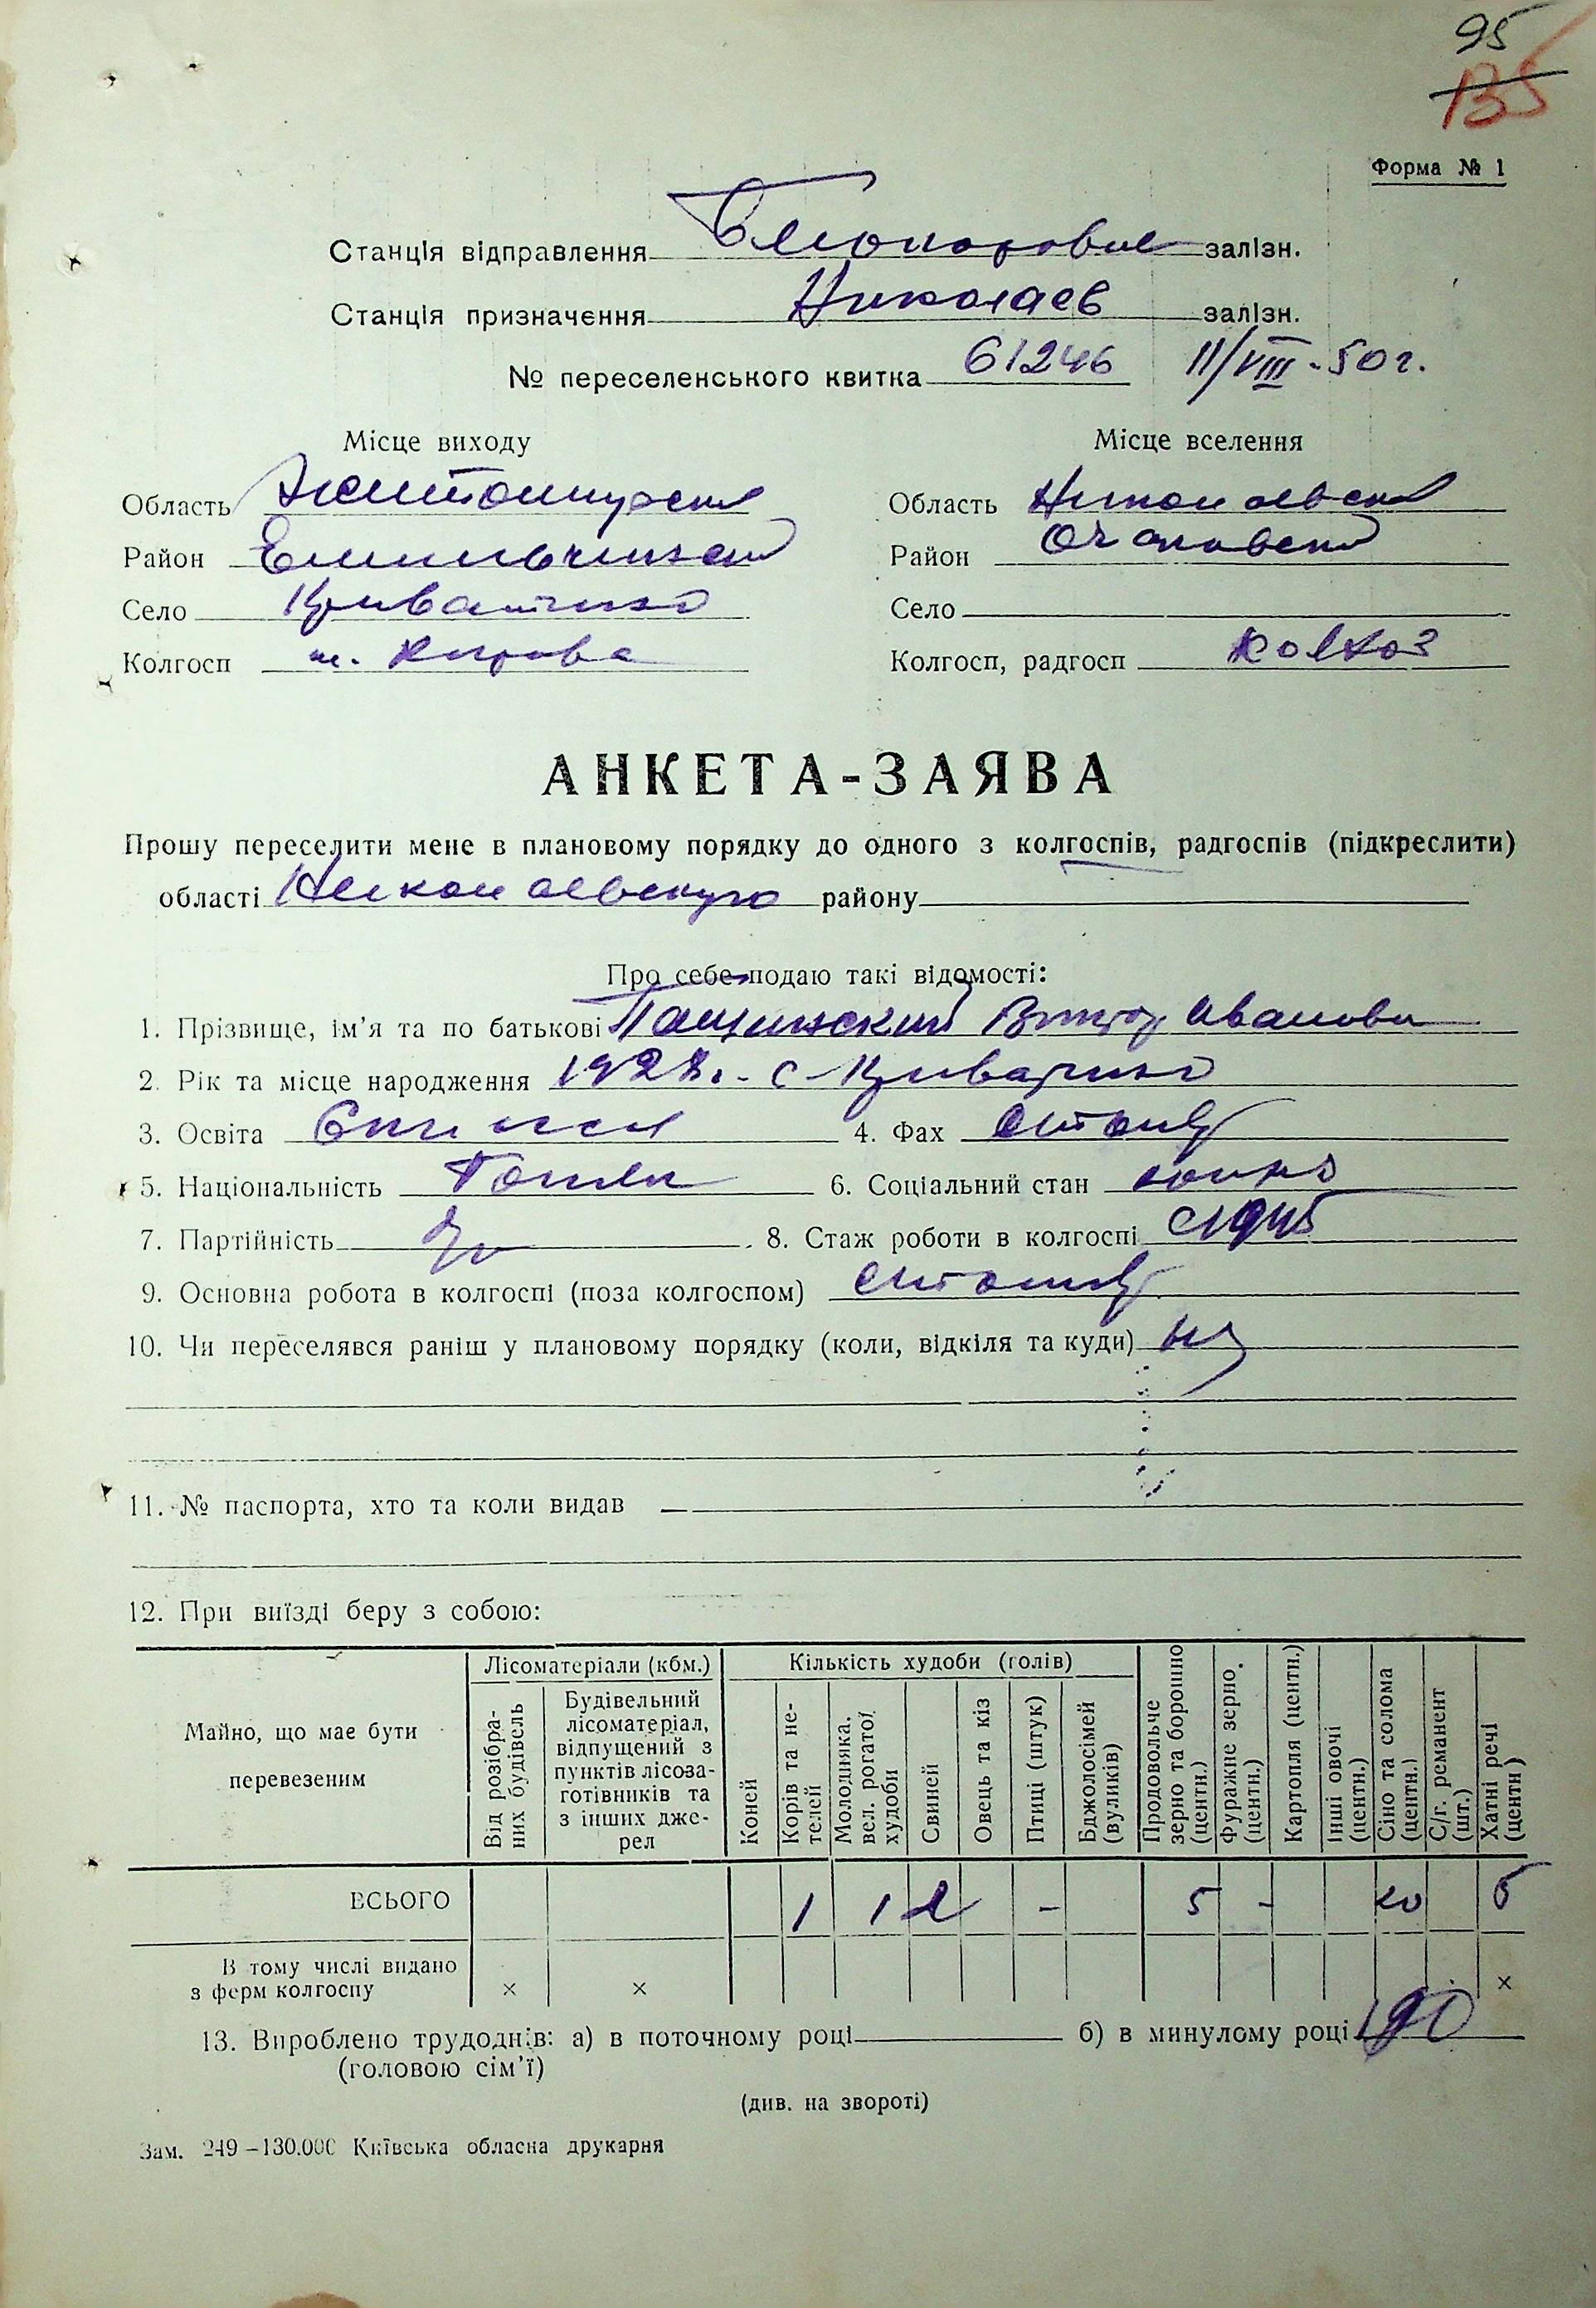 95
135
Форма № 1
Станція відправлення залізн.
Станція призначення Николаев залізн.
№ переселенського квитка 61246 11/VIII-50г.
Місце виходу Місце вселення
Область Житомирская Область Николаевская
Район Емильчинский Район Очаковский
Село Село
Колгосп им. Кирова Колгосп, радгосп колхоз
АНКЕТА-ЗАЯВА
Прошу переселити мене в плановому порядку до одного з колгоспів, радгоспів (підкреслити)
області Николаевскую району
Про себе подаю такі відомості:
1. Прізвище, ім’я та по батькові Пащинский Виктор Иванович
2. Рік та місце народження с.
3. Освіта 4. Фах
5. Національність 6. Соціальний стан
7. Партійність 8. Стаж роботи в колгоспі с 1945
9. Основна робота в колгоспі (поза колгоспом)
10. Чи переселявся раніш у плановому порядку (коли, відкіля та куди)
11. № паспорта, хто та коли видав —
12. При виїзді беру з собою:
Майно, що має бути перевезеним
Лісоматеріали (кбм.)
Кількість худоби (голів)
Від розібраних будівель
Будівельний лісоматеріал, відпущений з пунктів лісозаготівників та з інших джерел
Коней
Корів та нетелей
Молодняка, вел. рогатої худоби
Свиней
Овець та кіз
Птиці (штук)
Бджолосімей (вуликів)
Продовольче зерно та борошно (центн.)
Фуражне зерно. (центн.)
Картопля (центн.)
Інші овочі (центн.)
Сіно та солома (центн.)
С/г. реманент (шт.)
Хатні речі (центн)
ВСЬОГО 1 1 2 - 5 - 20 5
В тому числі видано
з ферм колгоспу × × ×
13. Вироблено трудоднів: а) в поточному році б) в минулому році 190
(головою сім’ї)
(див. на звороті)
Зам. 249—130.000 Київська обласна друкарня